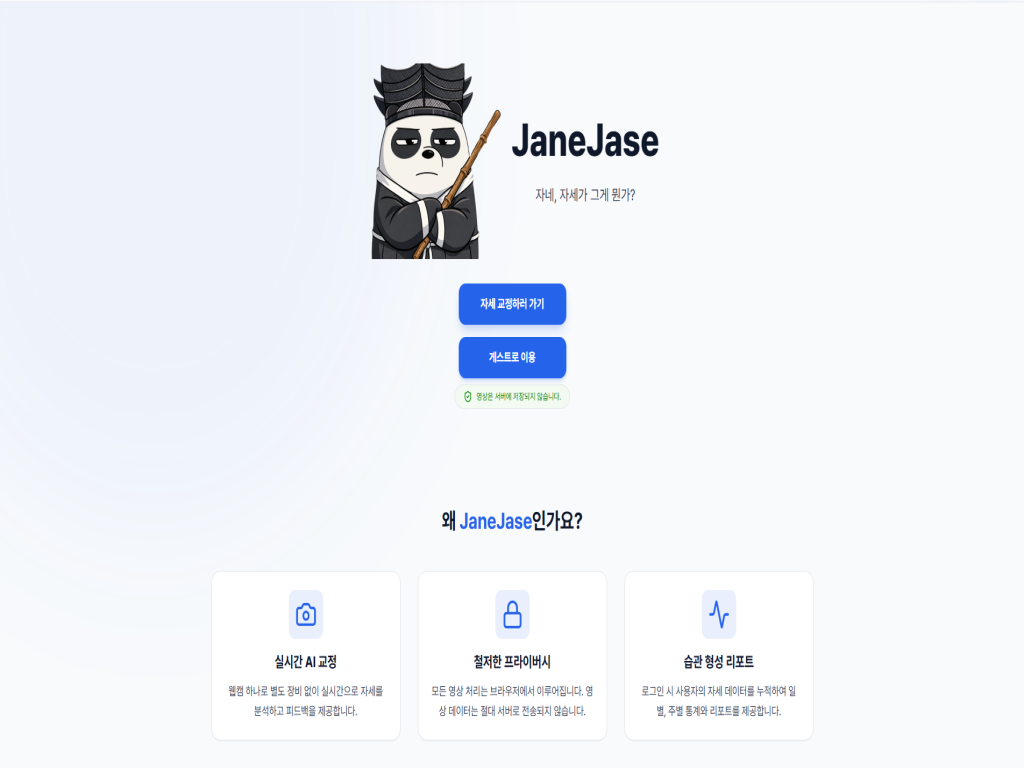 JaneJase
자네, 자세가 그게 뭔가?
자세 교정하러 가기
게스트로 이용
영상은 서버에 저장되지 않습니다.
왜 JaneJase인가요?
실시간 AI 교정
웹캠 하나로 별도 장비 없이 실시간으로 자세를
분석하고 피드백을 제공합니다.
철저한 프라이버시
모든 영상 처리는 브라우저에서 이루어집니다. 영
상 데이터는 절대 서버로 전송되지 않습니다.
습관 형성 리포트
로그인 시 사용자의 자세 데이터를 누적하여 일
별, 주별 통계와 리포트를 제공합니다.